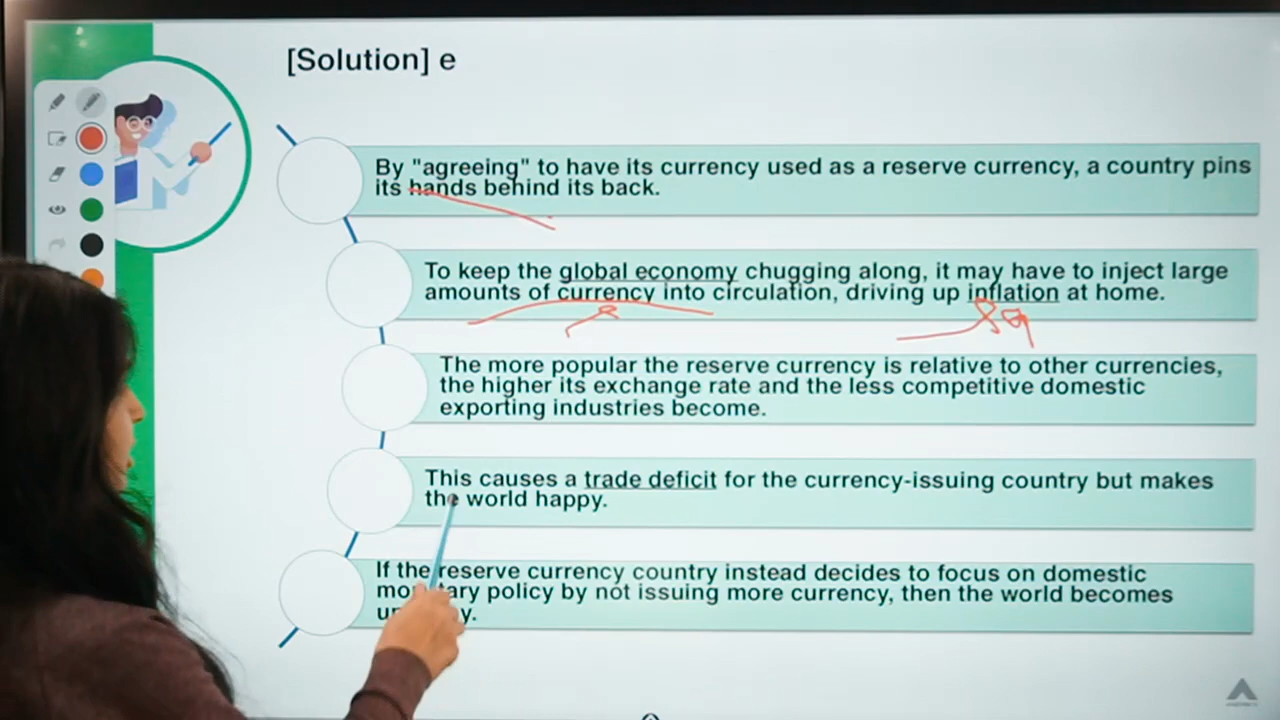 [Solution] e
By "agreeing" to have its currency used as a reserve currency, a country pins
its hands behind its back.
To keep the global economy chugging along, it may have to inject large
amounts of currency into circulation, driving up inflation at home.
The more popular the reserve currency is relative to other currencies,
the higher its exchange rate and the less competitive domestic
exporting industries become.
This causes a trade deficit for the currency-issuing country but makes
the world happy.
If the reserve currency country instead decides to focus on domestic
policy by not issuing more currency, then the world becomes